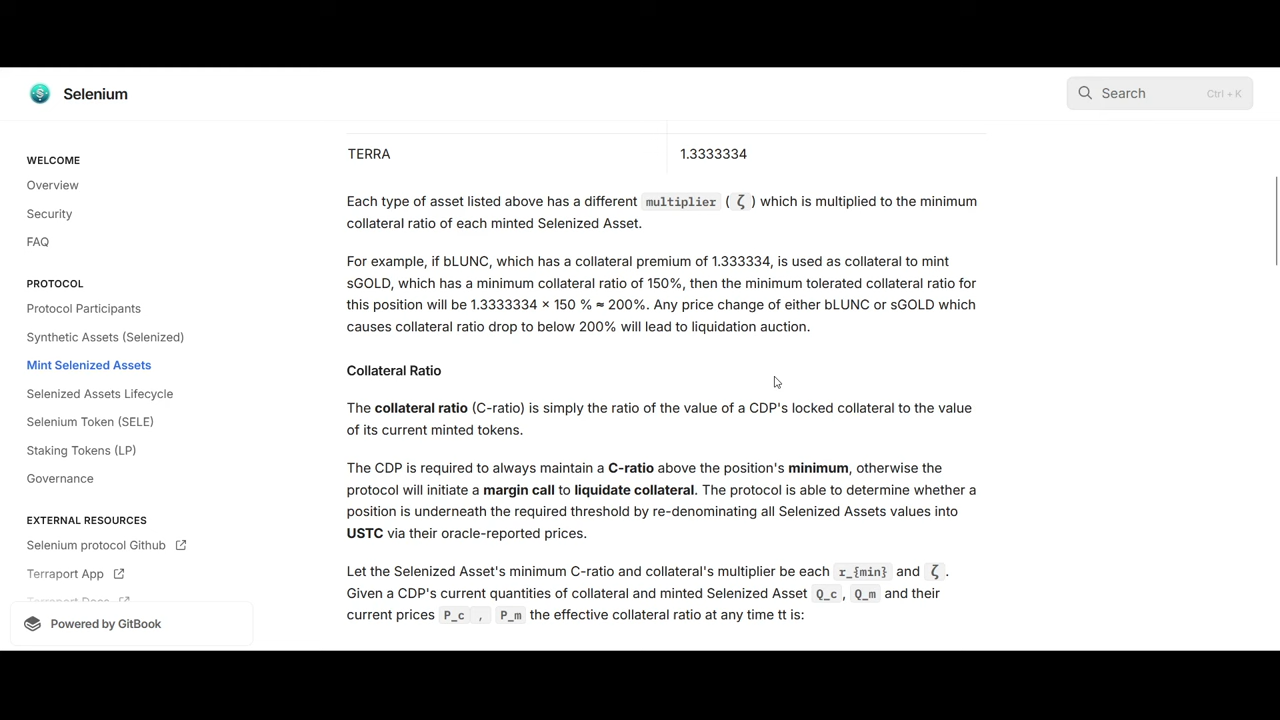 Selenium
Search
Ctrl + K
WELCOME
Overview
Security
FAQ
PROTOCOL
Protocol Participants
Synthetic Assets (Selenized)
Mint Selenized Assets
Selenized Assets Lifecycle
Selenium Token (SELE)
Staking Tokens (LP)
Governance
EXTERNAL RESOURCES
Selenium protocol Github
Terraport App
Terraport Docs
Powered by GitBook
TERRA 1.3333334
Each type of asset listed above has a different multiplier ( ζ ) which is multiplied to the minimum
collateral ratio of each minted Selenized Asset.
For example, if bLUNC, which has a collateral premium of 1.333334, is used as collateral to mint
sGOLD, which has a minimum collateral ratio of 150%, then the minimum tolerated collateral ratio for
this position will be 1.3333334 × 150 % ≈ 200%. Any price change of either bLUNC or sGOLD which
causes collateral ratio drop to below 200% will lead to liquidation auction.
Collateral Ratio
The collateral ratio (C-ratio) is simply the ratio of the value of a CDP's locked collateral to the value
of its current minted tokens.
The CDP is required to always maintain a C-ratio above the position's minimum, otherwise the
protocol will initiate a margin call to liquidate collateral. The protocol is able to determine whether a
position is underneath the required threshold by re-denominating all Selenized Assets values into
USTC via their oracle-reported prices.
Let the Selenized Asset's minimum C-ratio and collateral's multiplier be each r_{min} and ζ .
Given a CDP's current quantities of collateral and minted Selenized Asset Q_c , Q_m and their
current prices P_c , P_m the effective collateral ratio at any time tt is: